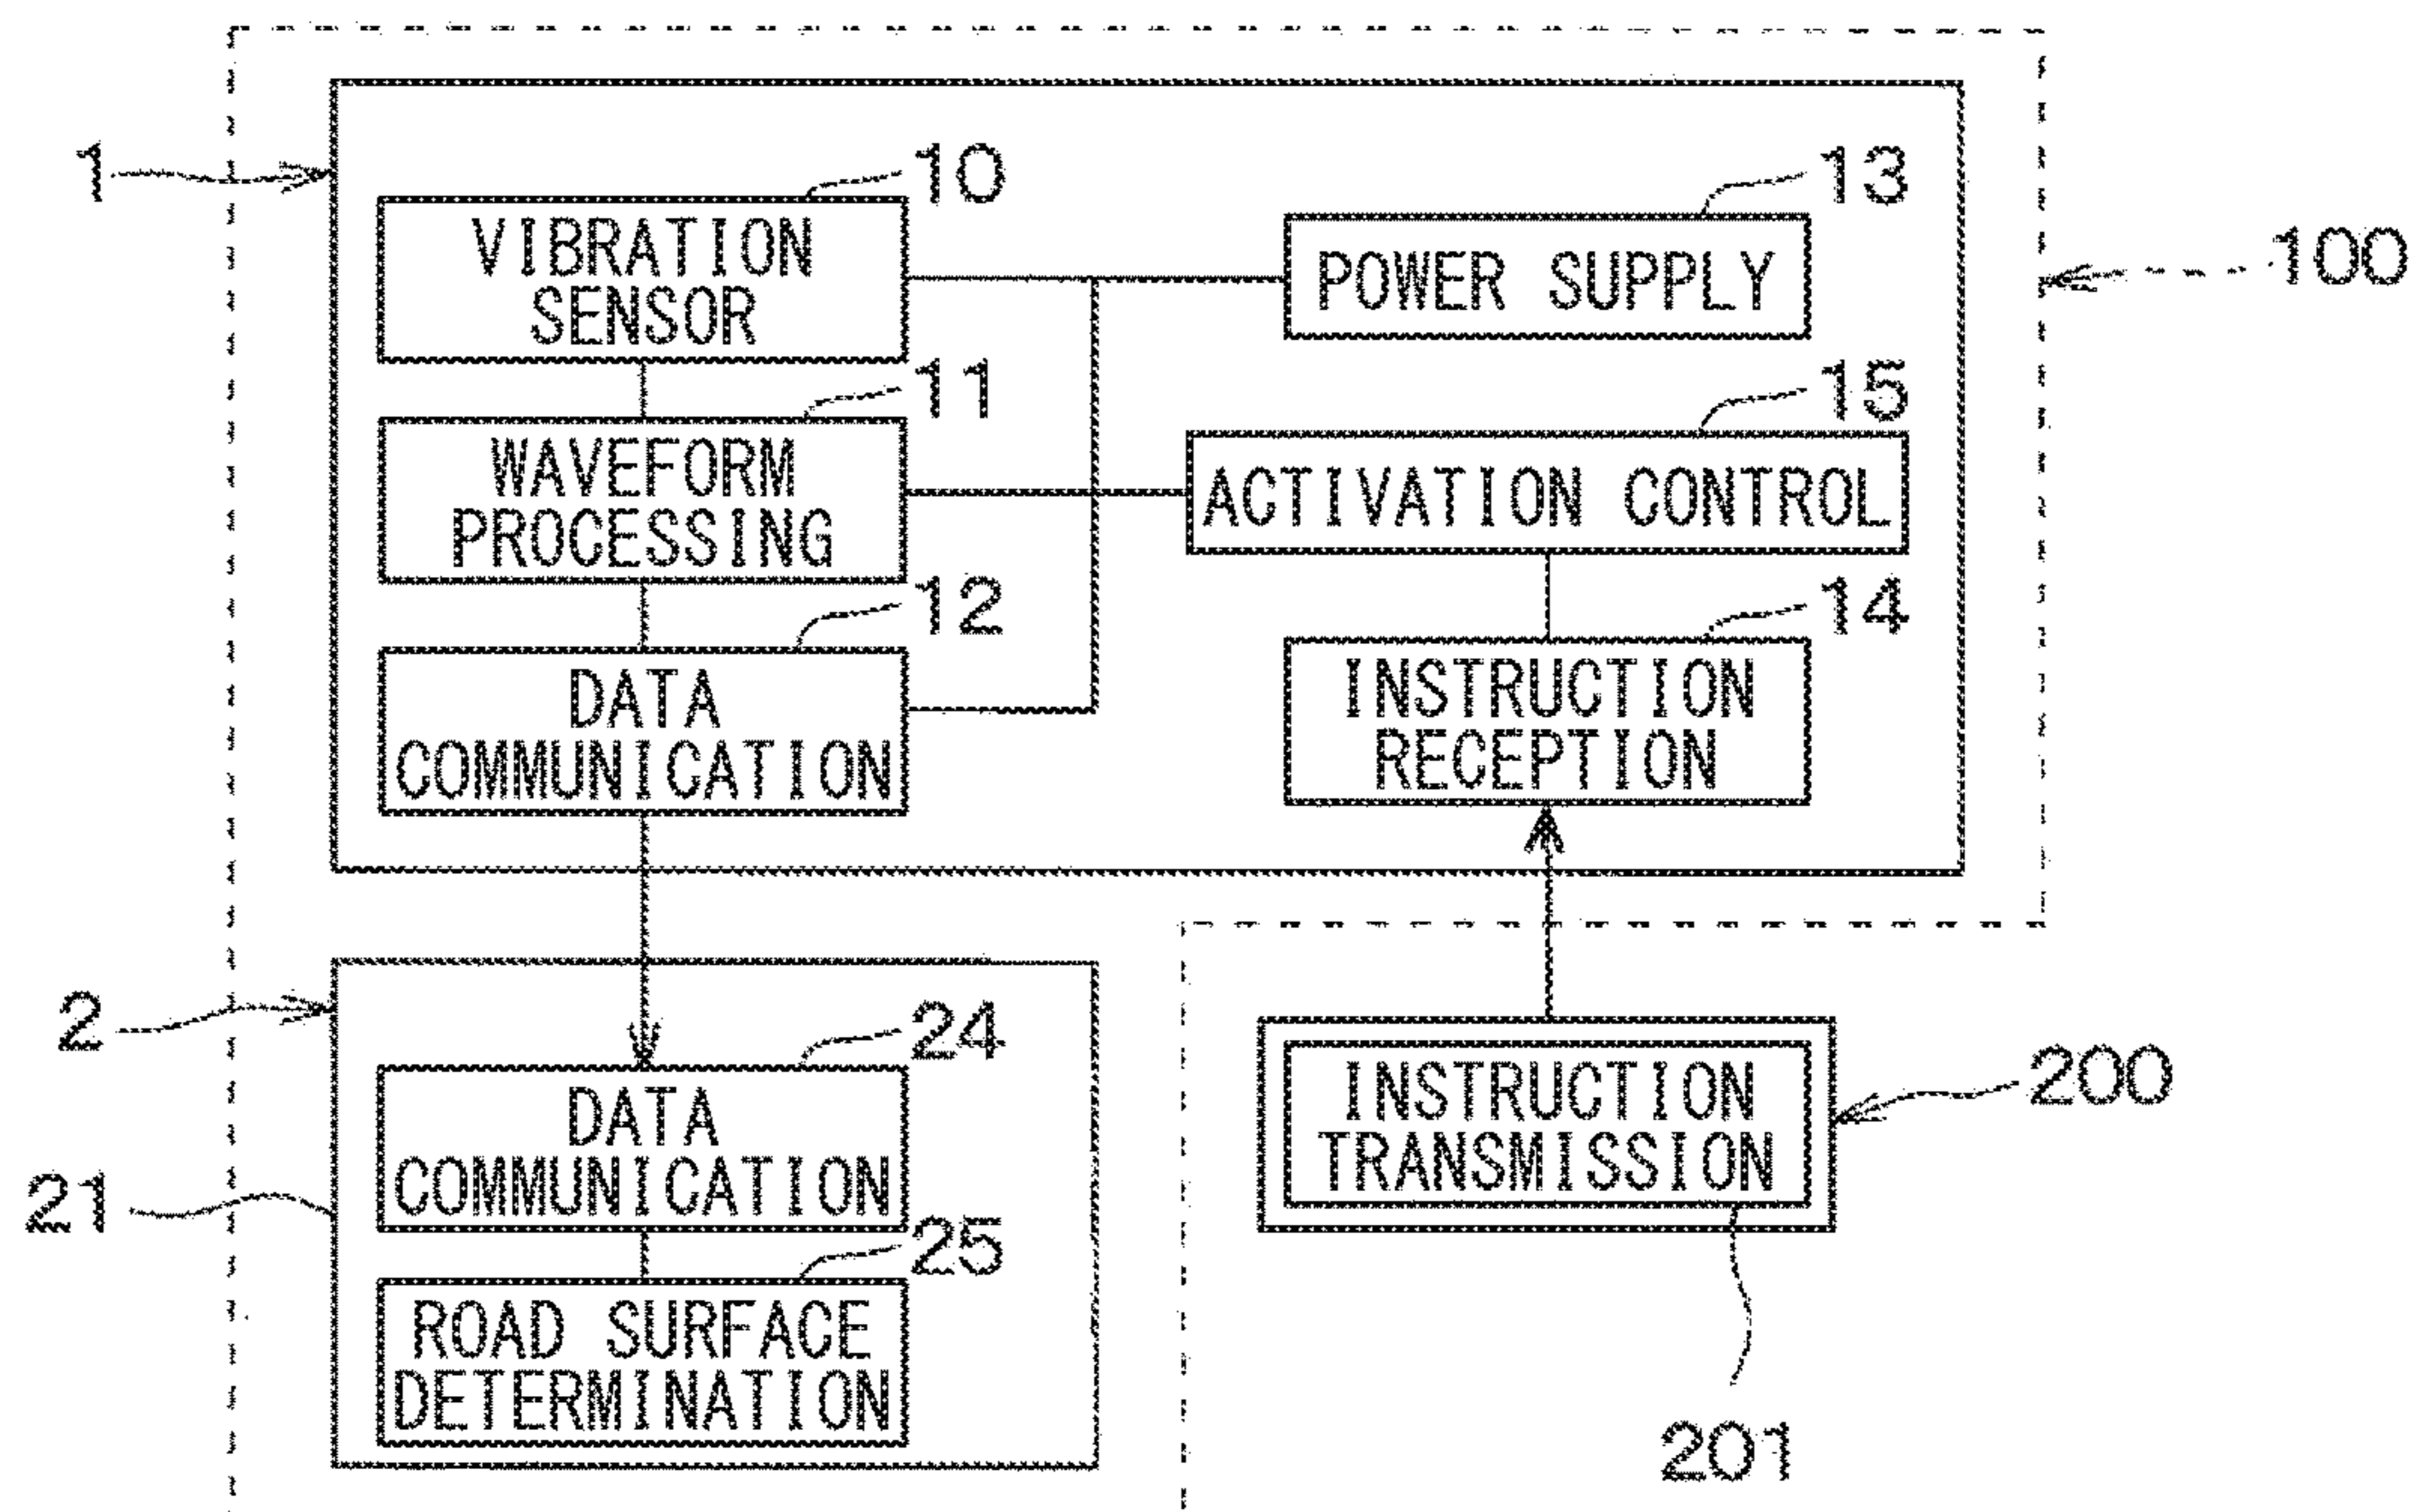 1
10
VIBRATION
SENSOR
13
POWER SUPPLY
100
11
WAVEFORM
PROCESSING
15
ACTIVATION CONTROL
12
DATA
COMMUNICATION
14
INSTRUCTION
RECEPTION
2
24
DATA
COMMUNICATION
21
25
ROAD SURFACE
DETERMINATION
INSTRUCTION
TRANSMISSION
200
201